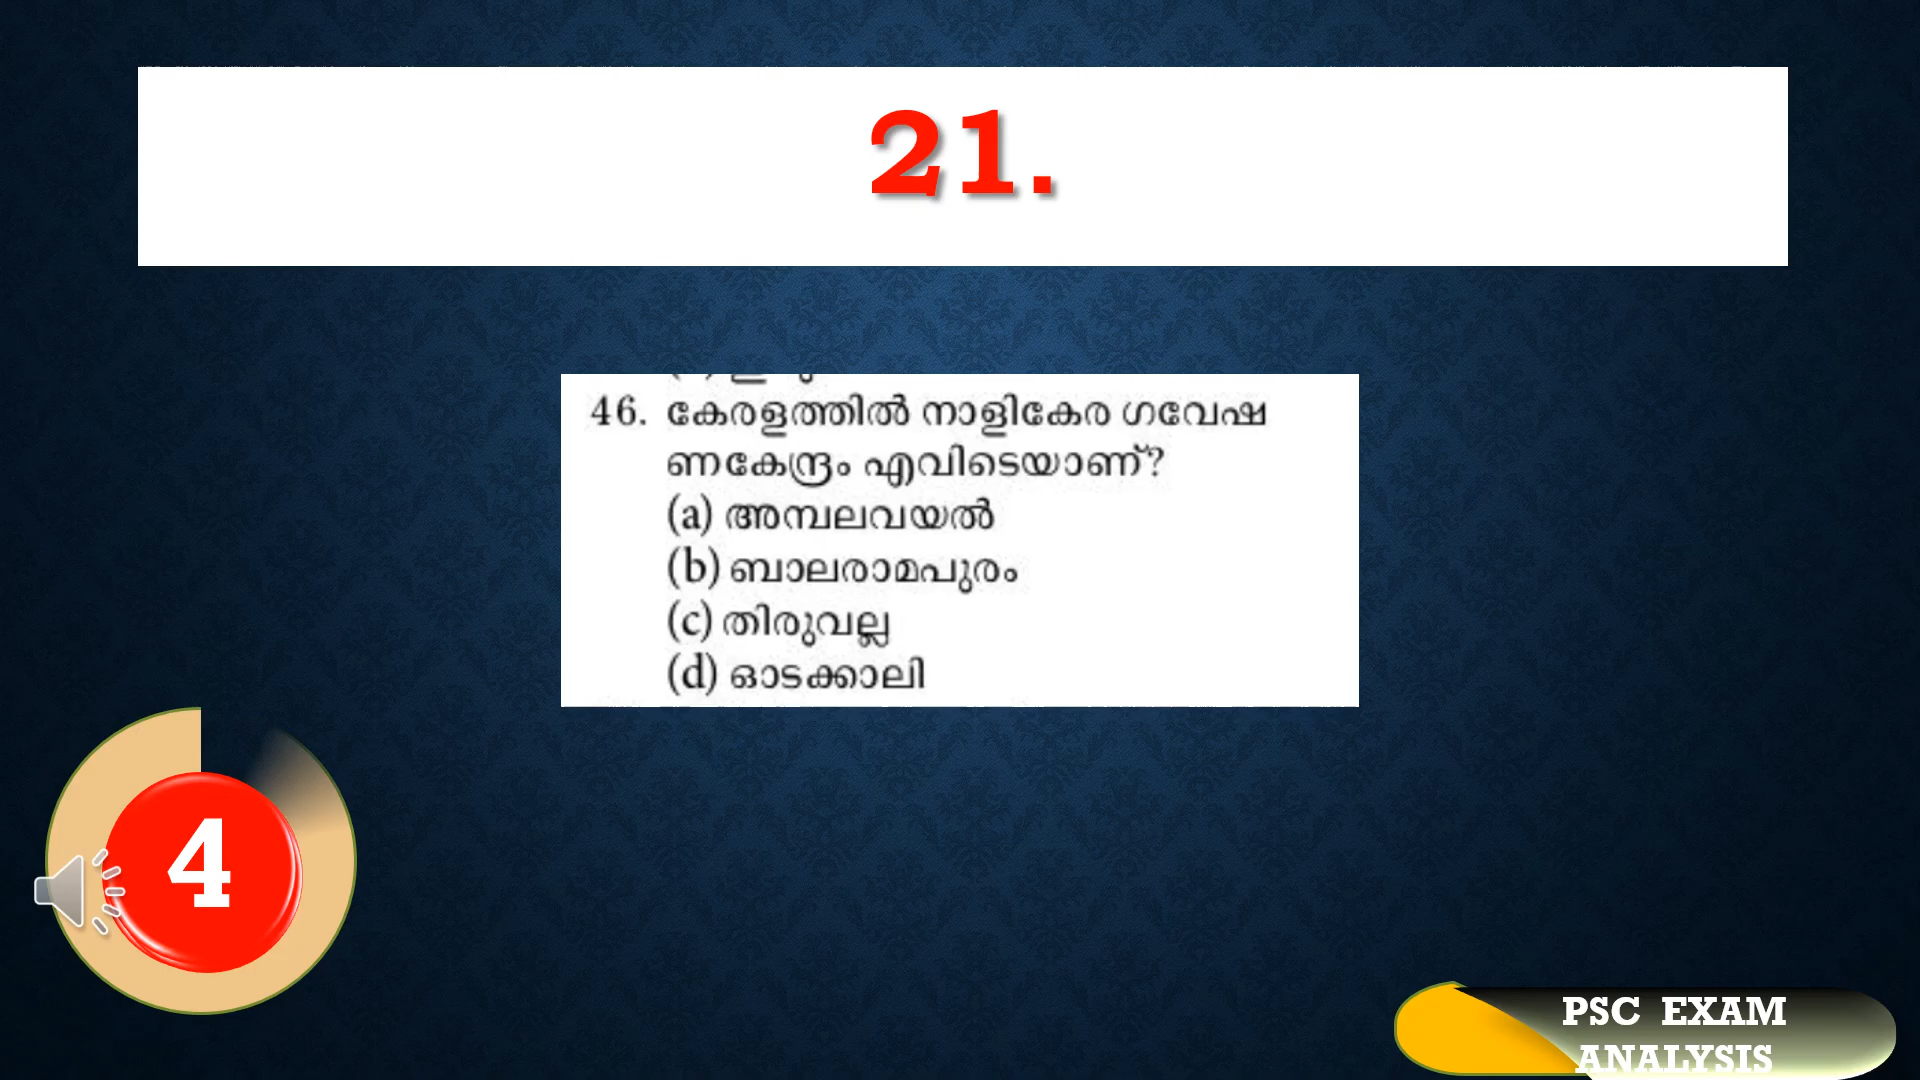 21.
46. കേരളത്തിൽ നാളികേര ഗവേഷ
ണകേന്ദ്രം എവിടെയാണ്?
(a) അമ്പലവയൽ
(b) ബാലരാമപുരം
(c) തിരുവല്ല
(d) ഓടക്കാലി
4
PSC EXAM
ANALYSIS